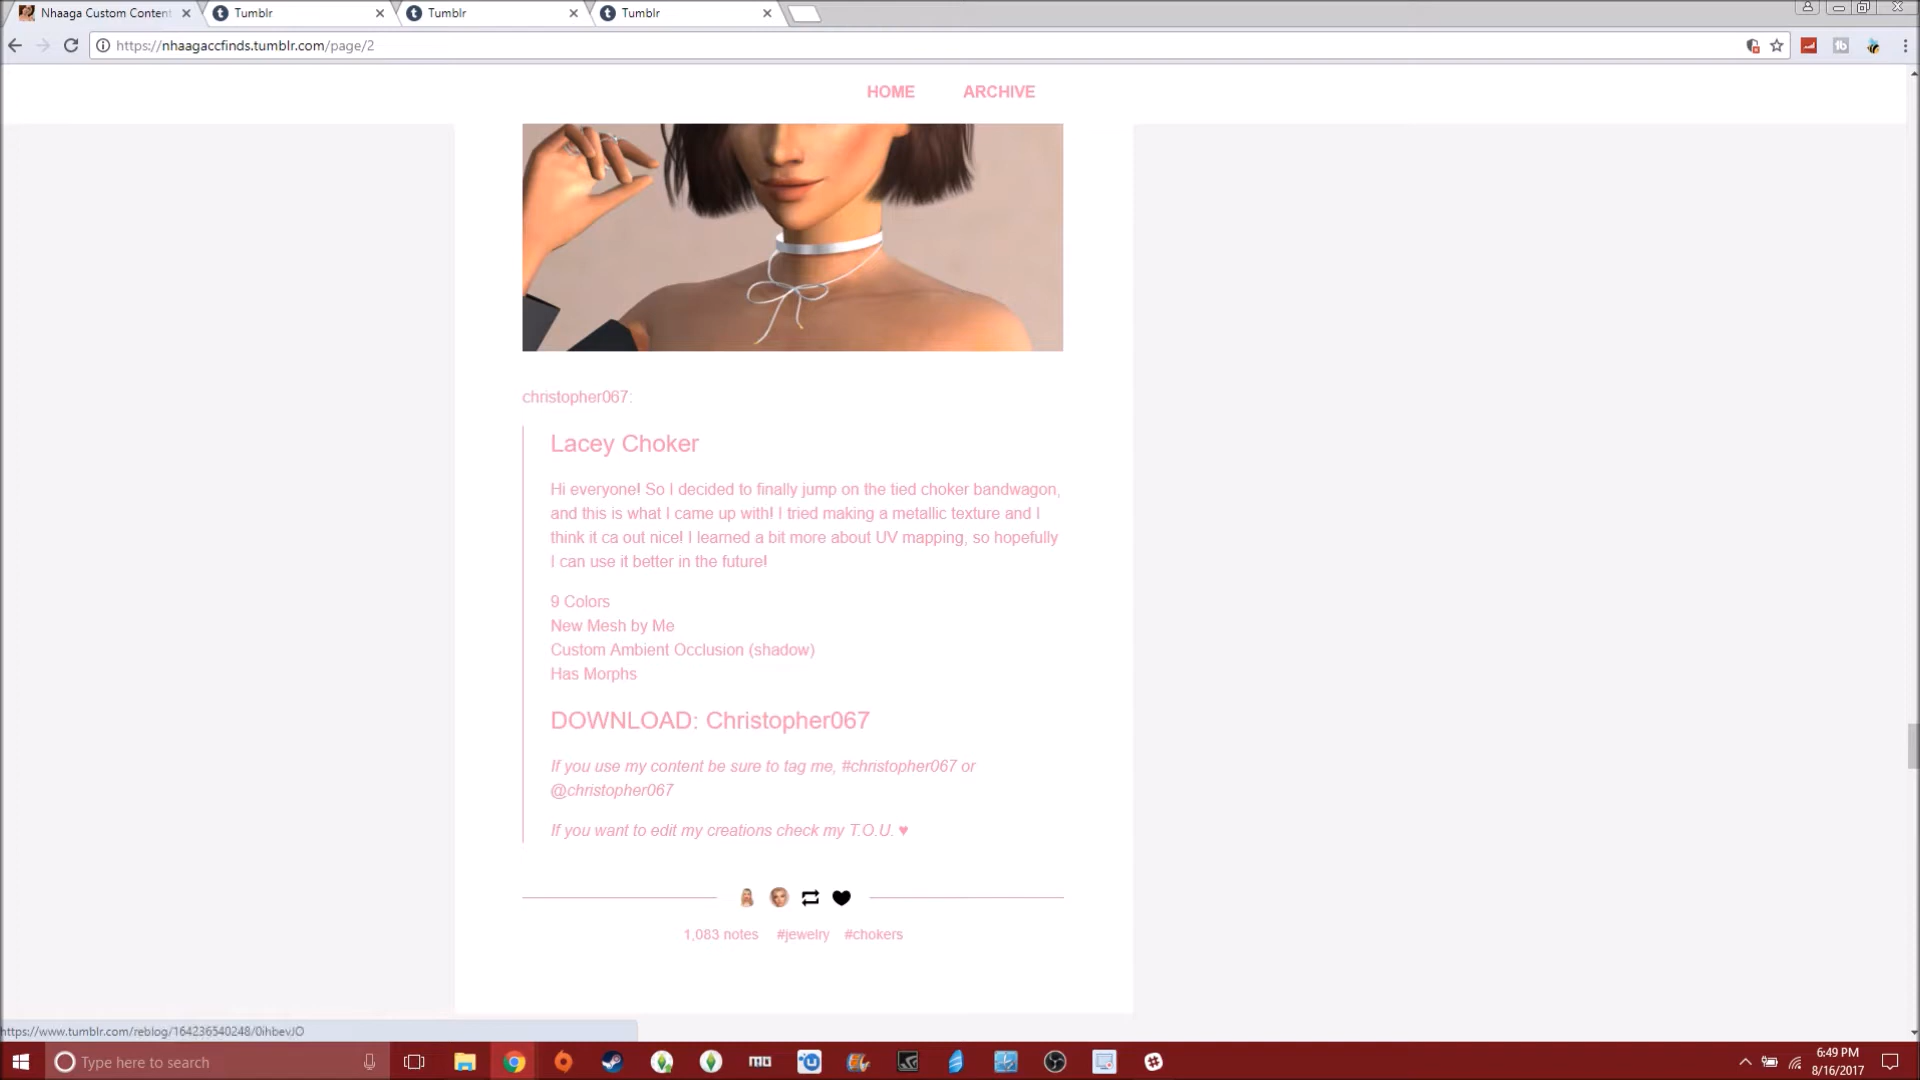 Nhaaga Custom Content
Tumblr
Tumblr
Tumblr
https://nhaagaccfinds.tumblr.com/page/2
HOME
ARCHIVE
christopher067:
Lacey Choker
Hi everyone! So I decided to finally jump on the tied choker bandwagon,
and this is what I came up with! I tried making a metallic texture and I
think it ca out nice! I learned a bit more about UV mapping, so hopefully
I can use it better in the future!
9 Colors
New Mesh by Me
Custom Ambient Occlusion (shadow)
Has Morphs
DOWNLOAD: Christopher067
If you use my content be sure to tag me, #christopher067 or
@christopher067
If you want to edit my creations check my T.O.U. ♥
1,083 notes #jewelry #chokers
https://www.tumblr.com/reblog/164236540248/0ihbevJO
Type here to search
6:49 PM
8/16/2017